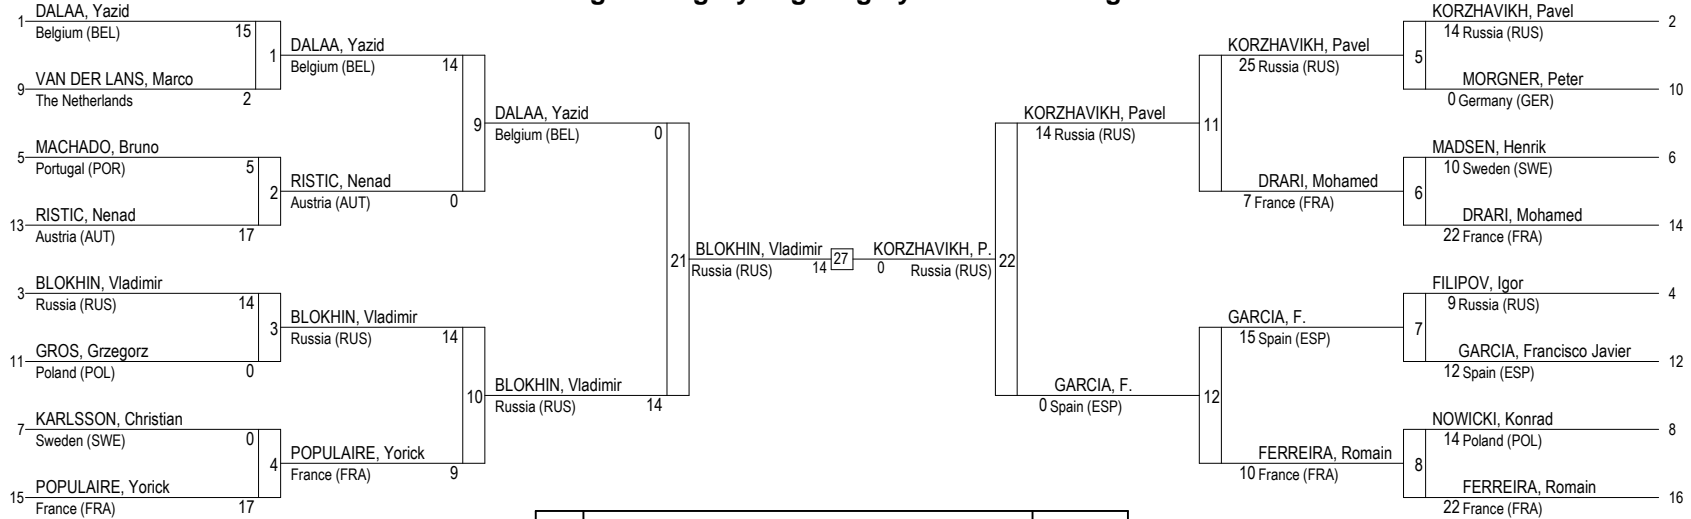 1 DALAA, Yazid
Belgium (BEL) 15
1
9 VAN DER LANS, Marco
The Netherlands 2
DALAA, Yazid
Belgium (BEL) 14
5 MACHADO, Bruno
Portugal (POR) 5
2
13 RISTIC, Nenad
Austria (AUT) 17
RISTIC, Nenad
Austria (AUT) 0
9
DALAA, Yazid
Belgium (BEL) 0
3 BLOKHIN, Vladimir
Russia (RUS) 14
3
11 GROS, Grzegorz
Poland (POL) 0
BLOKHIN, Vladimir
Russia (RUS) 14
7 KARLSSON, Christian
Sweden (SWE) 0
4
15 POPULAIRE, Yorick
France (FRA) 17
POPULAIRE, Yorick
France (FRA) 9
10
BLOKHIN, Vladimir
Russia (RUS) 14
21
BLOKHIN, Vladimir
Russia (RUS) 14
27
KORZHAVIKH, P.
0 Russia (RUS)
22
KORZHAVIKH, Pavel
14 Russia (RUS)
11
KORZHAVIKH, Pavel
25 Russia (RUS)
5
KORZHAVIKH, Pavel 2
14 Russia (RUS)
MORGNER, Peter 10
0 Germany (GER)
DRARI, Mohamed
7 France (FRA)
6
MADSEN, Henrik 6
10 Sweden (SWE)
DRARI, Mohamed 14
22 France (FRA)
GARCIA, F.
0 Spain (ESP)
12
GARCIA, F.
15 Spain (ESP)
7
FILIPOV, Igor 4
9 Russia (RUS)
GARCIA, Francisco Javier 12
12 Spain (ESP)
FERREIRA, Romain
10 France (FRA)
8
NOWICKI, Konrad 8
14 Poland (POL)
FERREIRA, Romain 16
22 France (FRA)